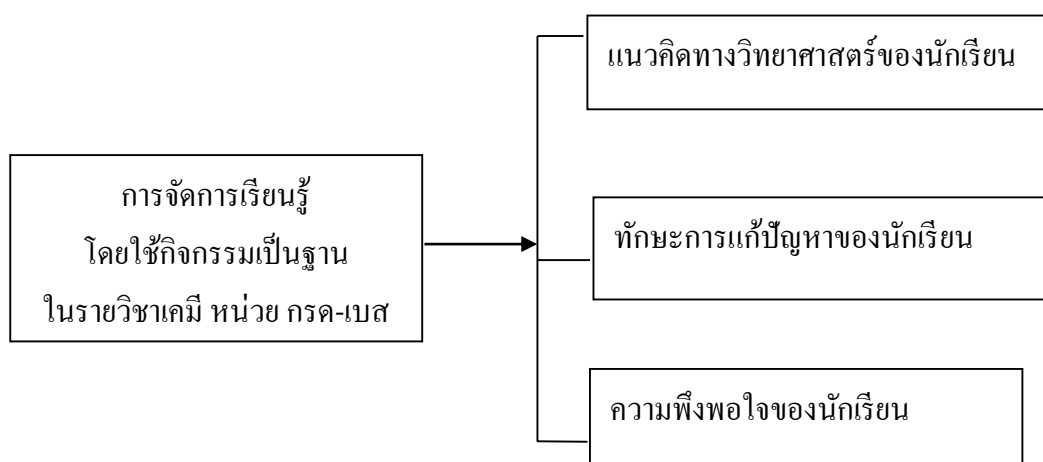 แนวคิดทางวิทยาศาสตร์ของนักเรียน
การจัดการเรียนรู้
โดยใช้กิจกรรมเป็นฐาน
ในรายวิชาเคมี หน่วย กรด-เบส
ทักษะการแก้ปัญหาของนักเรียน
ความพึงพอใจของนักเรียน